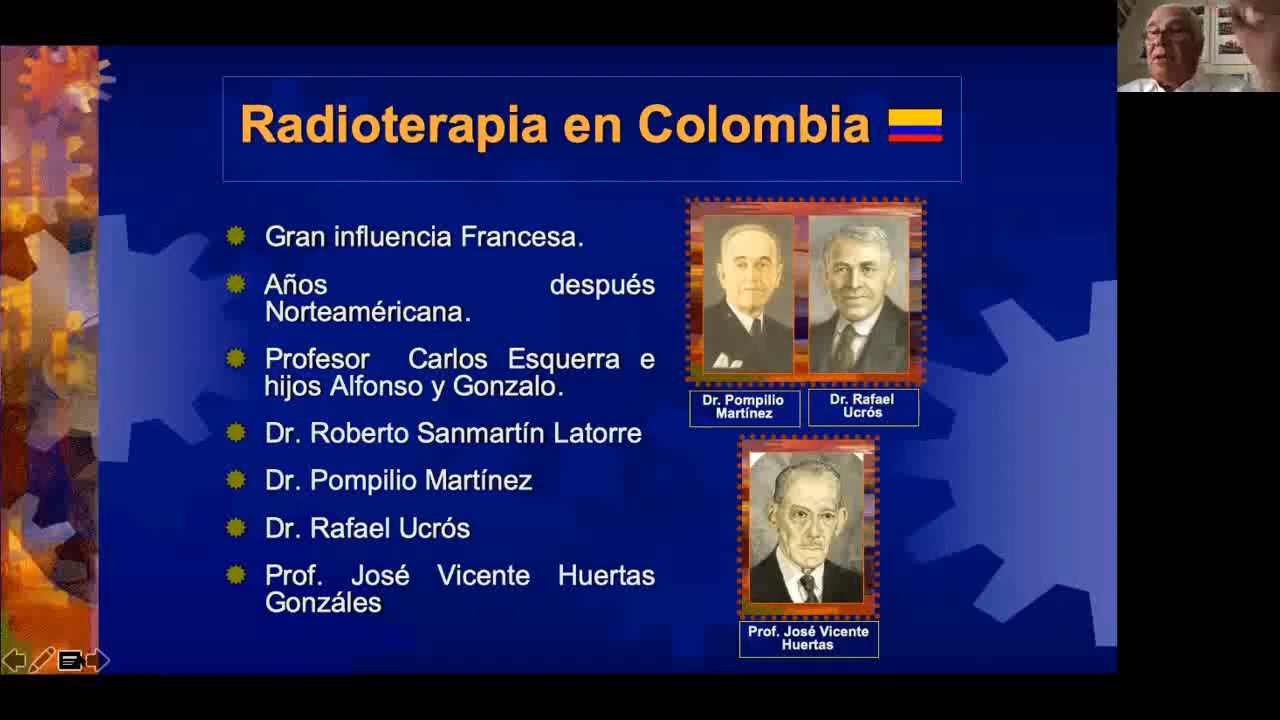 Radioterapia en Colombia
Gran influencia Francesa.
Años después
Norteaméricana.
Profesor Carlos Esquerra e
hijos Alfonso y Gonzalo.
Dr. Roberto Sanmartín Latorre
Dr. Pompilio Martínez
Dr. Rafael Ucrós
Prof. José Vicente Huertas
Gonzáles
Dr. Pompilio
Martínez
Dr. Rafael
Ucrós
Prof. José Vicente
Huertas